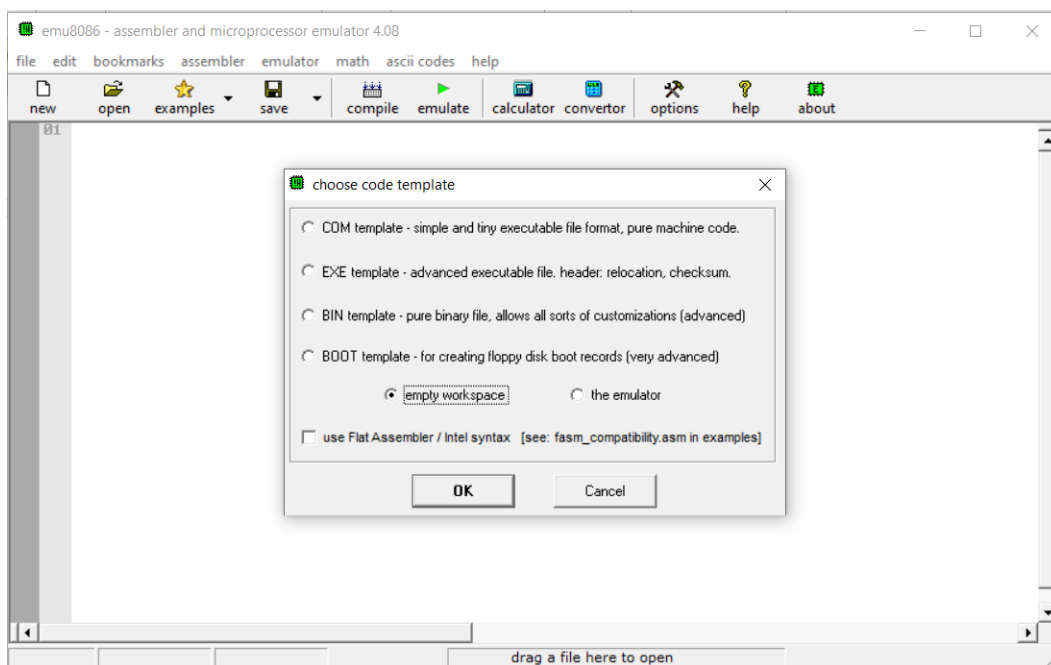 emu8086 - assembler and microprocessor emulator 4.08
file edit bookmarks assembler emulator math ascii codes help
new open examples save compile emulate calculator convertor options help about
01
choose code template
COM template - simple and tiny executable file format, pure machine code.
EXE template - advanced executable file. header: relocation, checksum.
BIN template - pure binary file, allows all sorts of customizations (advanced)
BOOT template - for creating floppy disk boot records (very advanced)
empty workspace the emulator
use Flat Assembler / Intel syntax [see: fasm_compatibility.asm in examples]
OK Cancel
drag a file here to open